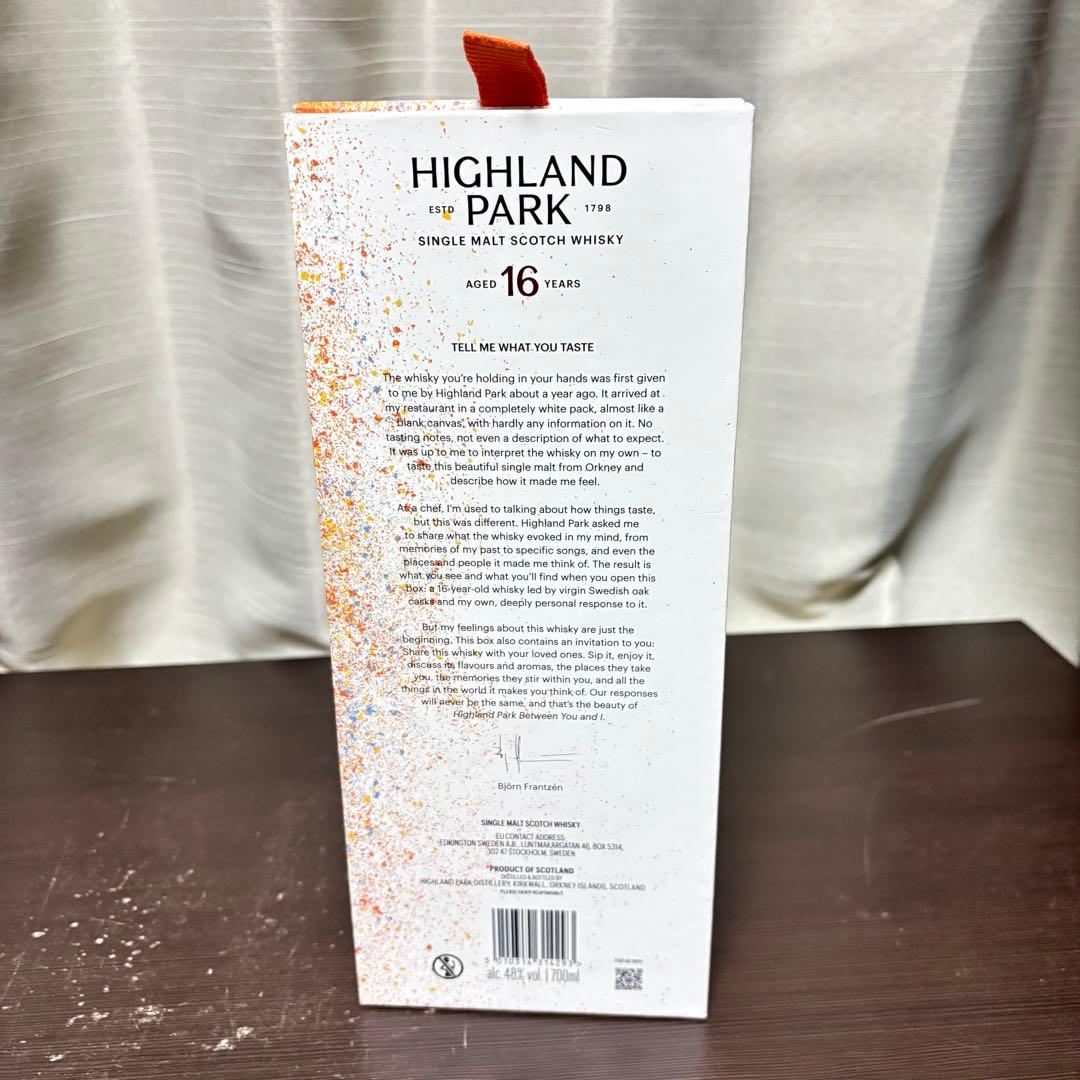 HIGHLAND
ESTD PARK 1798
SINGLE MALT SCOTCH WHISKY
AGED 16 YEARS
TELL ME WHAT YOU TASTE
The whisky you're holding in your hands was first given
to me by Highland Park about a year ago. It arrived at
my restaurant in a completely white pack, almost like a
blank canvas, with hardly any information on it. No
tasting notes, not even a description of what to expect.
It was up to me to interpret the whisky on my own – to
taste this beautiful single malt from Orkney and
describe how it made me feel.
As a chef, I'm used to talking about how things taste,
but this was different. Highland Park asked me
to share what the whisky evoked in my mind, from
memories of my past to specific songs, and even the
places and people it made me think of. The result is
what you see and what you'll find when you open this
box: a 16-year-old whisky led by virgin Swedish oak
casks and my own, deeply personal response to it.
But my feelings about this whisky are just the
beginning. This box also contains an invitation to you:
Share this whisky with your loved ones. Sip it, enjoy it,
discuss its flavours and aromas, the places they take
you, the memories they stir within you, and all the
things in the world it makes you think of. Our responses
will never be the same, and that's the beauty of
Highland Park Between You and I.
Björn Frantzén
SINGLE MALT SCOTCH WHISKY
EU CONTACT ADDRESS:
EDRINGTON SWEDEN A.B., LUNTMAKARGATAN 46, BOX 5314,
102 47 STOCKHOLM, SWEDEN
PRODUCT OF SCOTLAND
DISTILLED & BOTTLED BY
HIGHLAND PARK DISTILLERY, KIRKWALL, ORKNEY ISLANDS, SCOTLAND
PLEASE ENJOY RESPONSIBLY
alc. 48% vol. | 700ml
Find out more